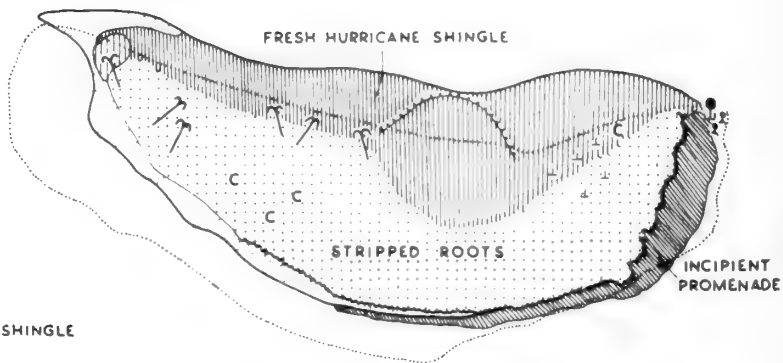 FRESH HURRICANE SHINGLE
C
C
C
C
STRIPPED ROOTS
INCIPIENT
PROMENADE
SHINGLE